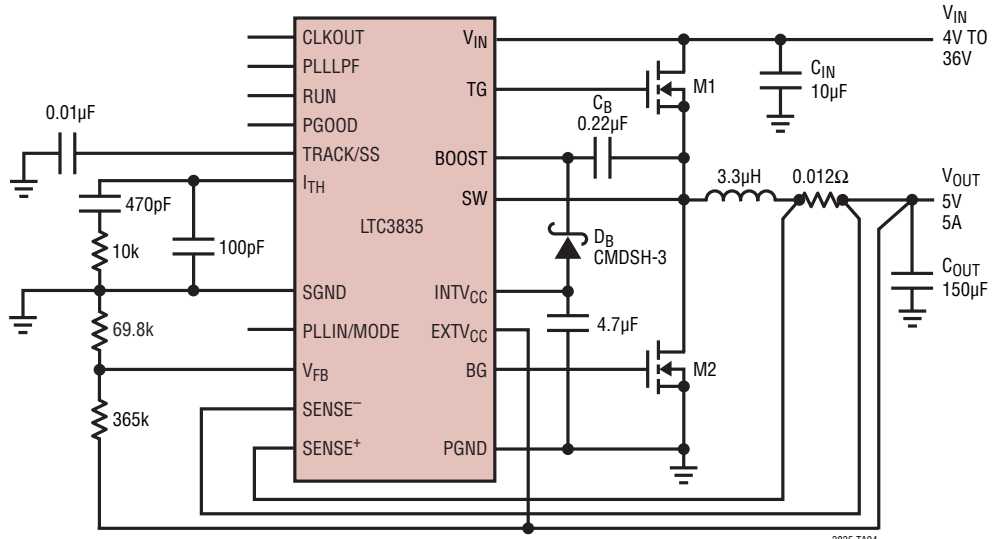 CLKOUT
PLLLPF
RUN
PGOOD
TRACK/SS
I_TH
SGND
PLLIN/MODE
V_FB
SENSE⁻
SENSE⁺
LTC3835
V_IN
TG
BOOST
SW
INTV_CC
EXTV_CC
BG
PGND
0.01µF
470pF
10k
100pF
69.8k
365k
C_B
0.22µF
D_B
CMDSH-3
4.7µF
M1
M2
3.3µH
0.012Ω
C_IN
10µF
V_IN
4V TO
36V
V_OUT
5V
5A
C_OUT
150µF